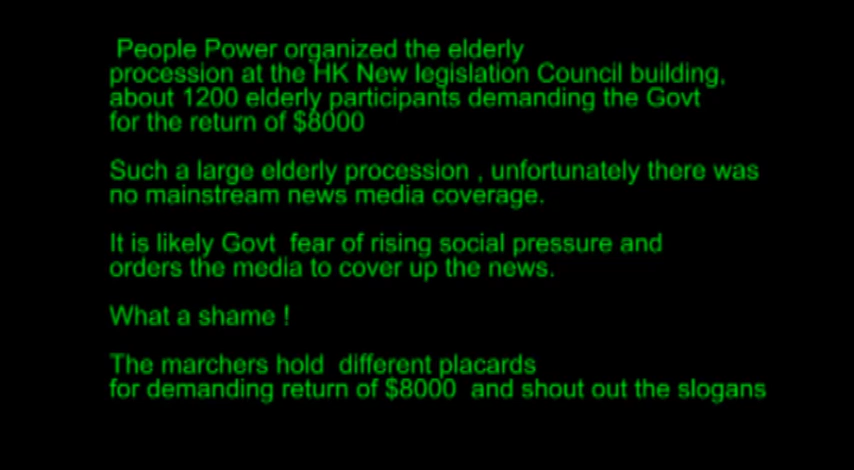 People Power organized the elderly
procession at the HK New legislation Council building,
about 1200 elderly participants demanding the Govt
for the return of $8000
Such a large elderly procession , unfortunately there was
no mainstream news media coverage.
It is likely Govt  fear of rising social pressure and
orders the media to cover up the news.
What a shame !
The marchers hold  different placards
for demanding return of $8000  and shout out the slogans